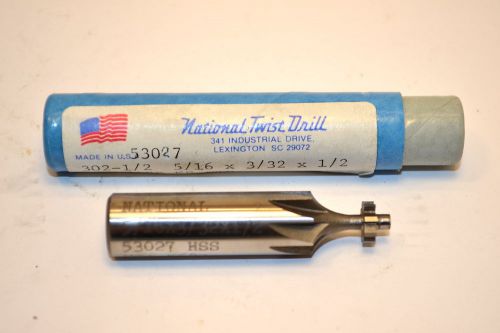 National Twist Drill
341 INDUSTRIAL DRIVE,
LEXINGTON SC 29072
MADE IN U.S.A. 53027
302-1/2 5/16 x 3/32 x 1/2
NATIONAL
53027 HSS